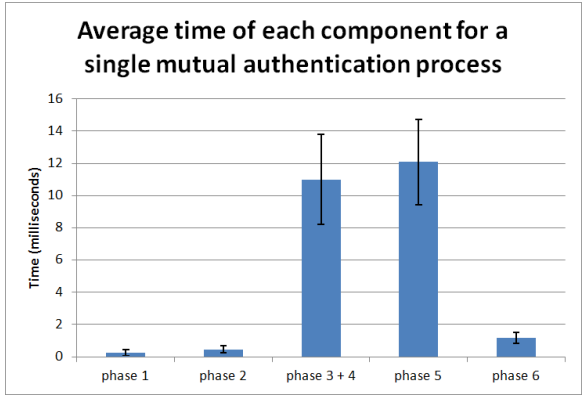 Average time of each component for a
single mutual authentication process
16
14
12
10
8
6
4
2
0
Time (milliseconds)
phase 1 phase 2 phase 3 + 4 phase 5 phase 6